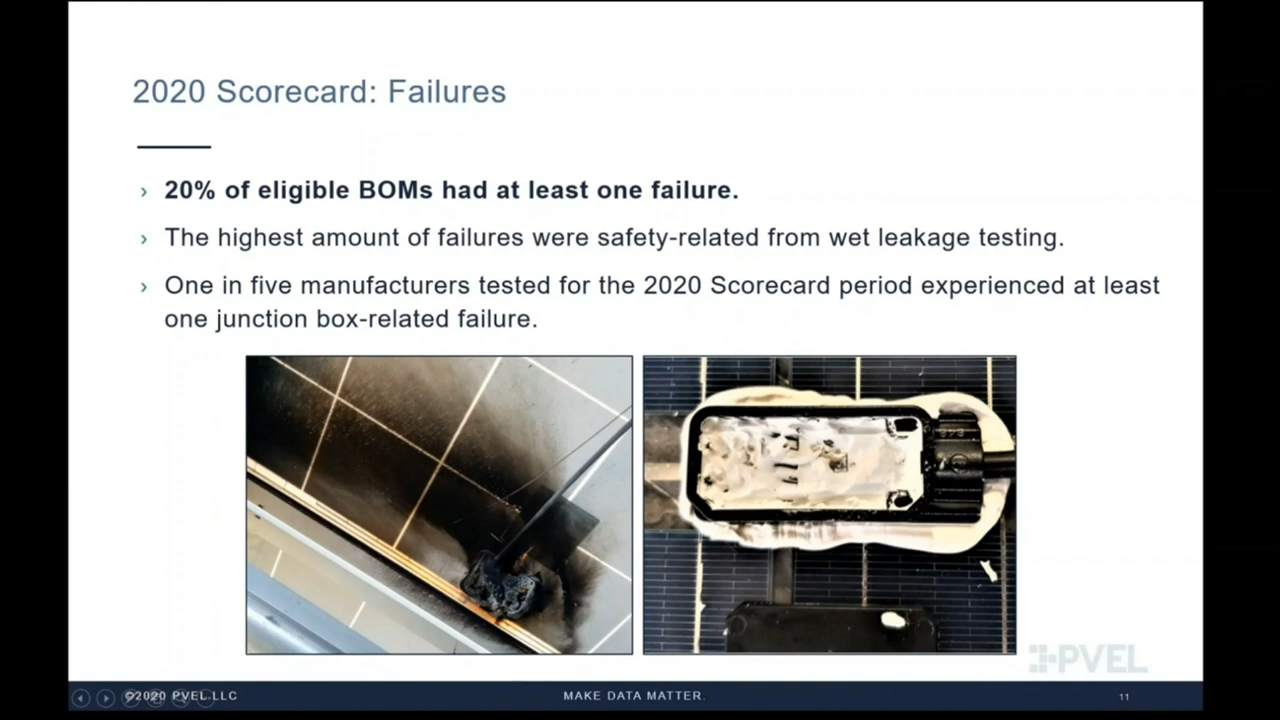 2020 Scorecard: Failures
› 20% of eligible BOMs had at least one failure.
› The highest amount of failures were safety-related from wet leakage testing.
› One in five manufacturers tested for the 2020 Scorecard period experienced at least
one junction box-related failure.
PVEL
©2020 PVEL LLC
MAKE DATA MATTER.
11